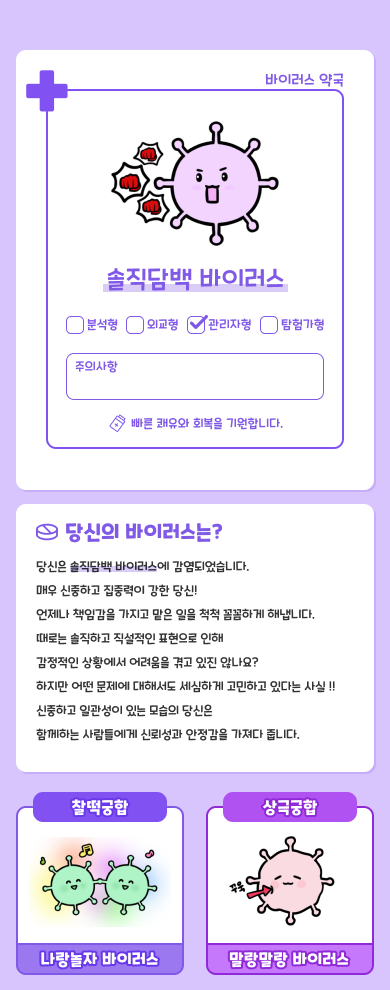 바이러스 약국
솔직담백 바이러스
분석형 외교형 관리자형 탐험가형
주의사항
빠른 쾌유와 회복을 기원합니다.
당신의 바이러스는?
당신은 솔직담백 바이러스에 감염되었습니다.
매우 신중하고 집중력이 강한 당신!
언제나 책임감을 가지고 맡은 일을 척척 꼼꼼하게 해냅니다.
때로는 솔직하고 직설적인 표현으로 인해
감정적인 상황에서 어려움을 겪고 있진 않나요?
하지만 어떤 문제에 대해서도 세심하게 고민하고 있다는 사실 !!
신중하고 일관성이 있는 모습의 당신은
함께하는 사람들에게 신뢰성과 안정감을 가져다 줍니다.
찰떡궁합 상극궁합
꾸욱
나랑놀자 바이러스 말랑말랑 바이러스